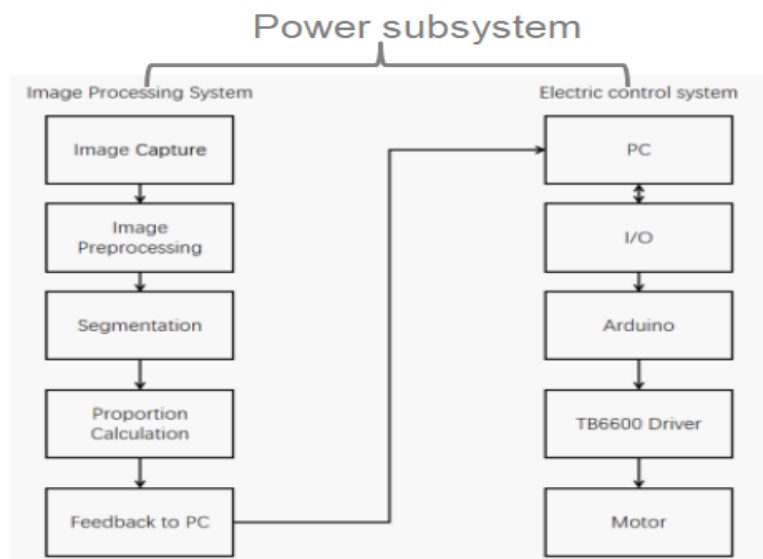 Power subsystem
Image Processing System
Image Capture
Image
Preprocessing
Segmentation
Proportion
Calculation
Feedback to PC
Electric control system
PC
I/O
Arduino
TB6600 Driver
Motor